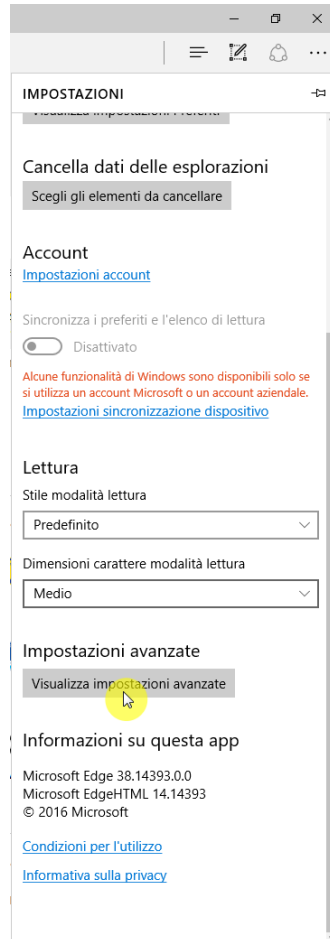 IMPOSTAZIONI
Visualizza impostazioni Preferiti
Cancella dati delle esplorazioni
Scegli gli elementi da cancellare
Account
Impostazioni account
Sincronizza i preferiti e l'elenco di lettura
Disattivato
Alcune funzionalità di Windows sono disponibili solo se
si utilizza un account Microsoft o un account aziendale.
Impostazioni sincronizzazione dispositivo
Lettura
Stile modalità lettura
Predefinito
Dimensioni carattere modalità lettura
Medio
Impostazioni avanzate
Visualizza impostazioni avanzate
Informazioni su questa app
Microsoft Edge 38.14393.0.0
Microsoft EdgeHTML 14.14393
© 2016 Microsoft
Condizioni per l'utilizzo
Informativa sulla privacy